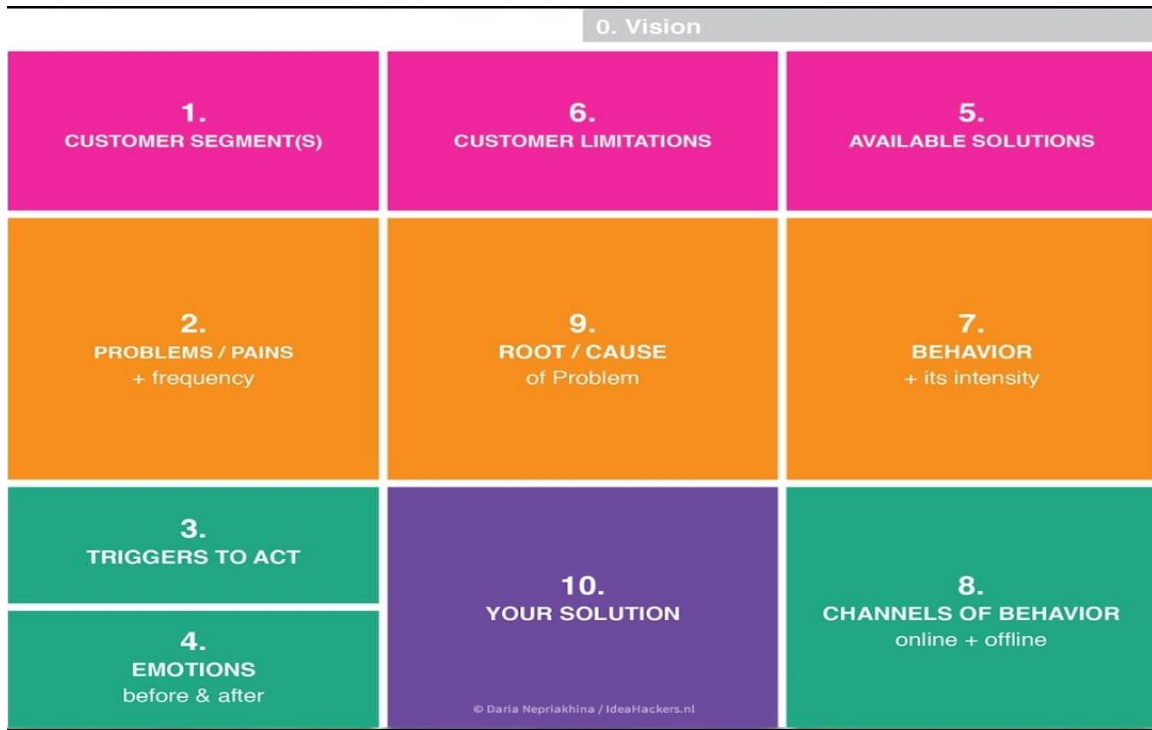 0. Vision
1.
CUSTOMER SEGMENT(S)
6.
CUSTOMER LIMITATIONS
5.
AVAILABLE SOLUTIONS
2.
PROBLEMS / PAINS
+ frequency
9.
ROOT / CAUSE
of Problem
7.
BEHAVIOR
+ its intensity
3.
TRIGGERS TO ACT
4.
EMOTIONS
before & after
10.
YOUR SOLUTION
© Daria Nepriakhina / IdeaHackers.nl
8.
CHANNELS OF BEHAVIOR
online + offline